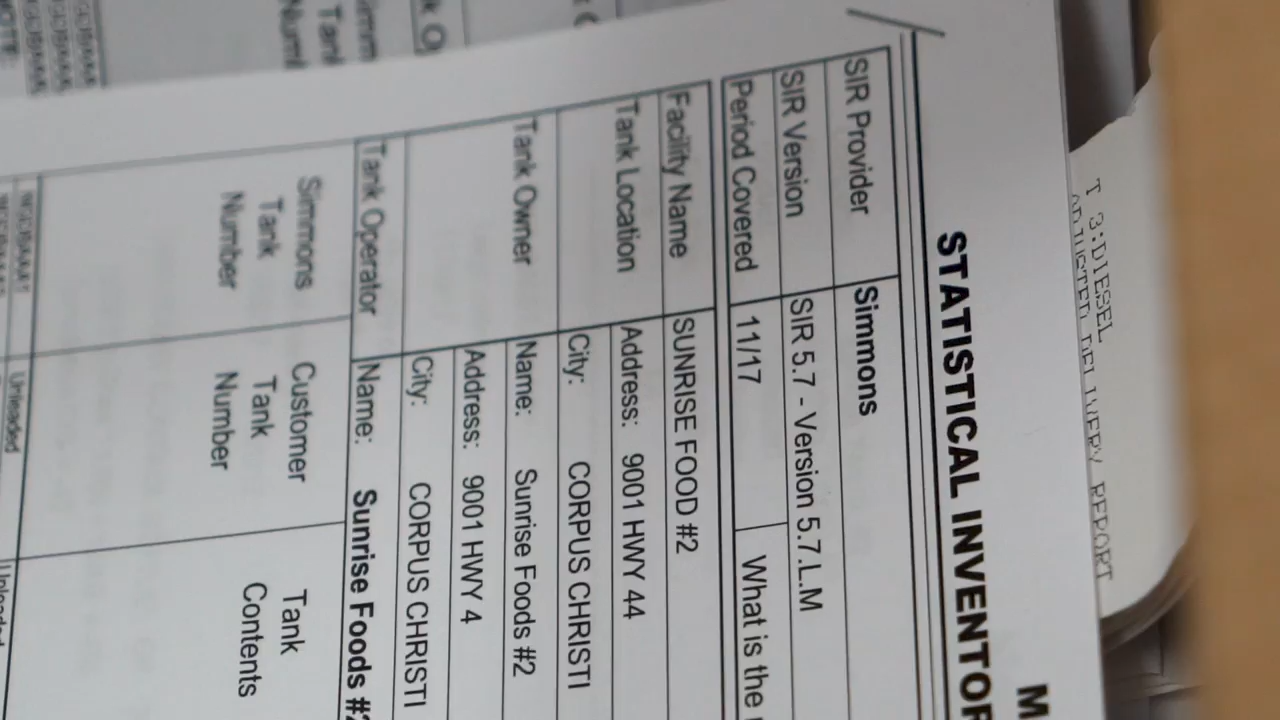 M
STATISTICAL INVENTOR
SIR Provider Simmons
SIR Version SIR 5.7 - Version 5.7.L.M
Period Covered 11/17 What is the
Facility Name SUNRISE FOOD #2
Tank Location Address: 9001 HWY 44
City: CORPUS CHRISTI
Tank Owner Name: Sunrise Foods #2
Address: 9001 HWY 4
City: CORPUS CHRISTI
Tank Operator Name: Sunrise Foods #2
Simmons Tank Number
Customer Tank Number
Tank Contents
Unleaded
T 3:DIESEL
ADJUSTED DELIVERY REPORT